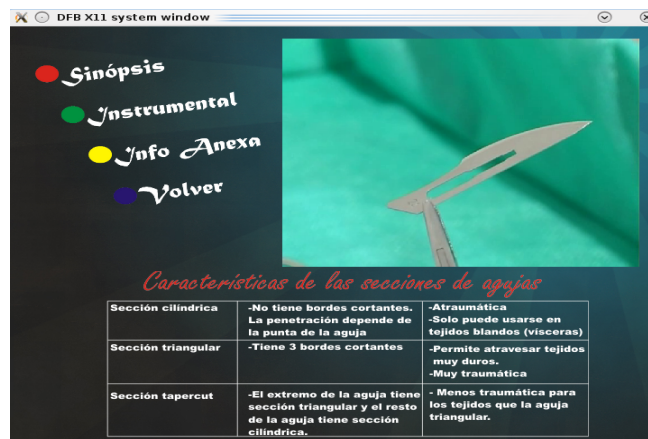 DFB X11 system window
Sinópsis
Instrumental
Info Anexa
Volver
Características de las secciones de agujas
Sección cilíndrica
-No tiene bordes cortantes.
La penetración depende de
la punta de la aguja
-Atraumática
-Solo puede usarse en
tejidos blandos (vísceras)
Sección triangular
-Tiene 3 bordes cortantes
-Permite atravesar tejidos
muy duros.
-Muy traumática
Sección tapercut
-El extremo de la aguja tiene
sección triangular y el resto
de la aguja tiene sección
cilíndrica.
- Menos traumática para
los tejidos que la aguja
triangular.